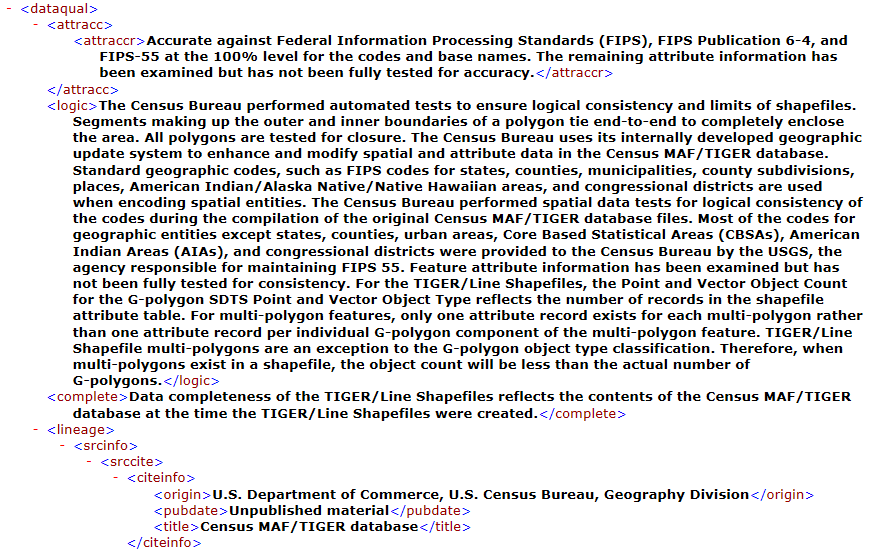 - <dataqual>
- <attracc>
<attraccr>Accurate against Federal Information Processing Standards (FIPS), FIPS Publication 6-4, and
FIPS-55 at the 100% level for the codes and base names. The remaining attribute information has
been examined but has not been fully tested for accuracy.</attraccr>
</attracc>
<logic>The Census Bureau performed automated tests to ensure logical consistency and limits of shapefiles.
Segments making up the outer and inner boundaries of a polygon tie end-to-end to completely enclose
the area. All polygons are tested for closure. The Census Bureau uses its internally developed geographic
update system to enhance and modify spatial and attribute data in the Census MAF/TIGER database.
Standard geographic codes, such as FIPS codes for states, counties, municipalities, county subdivisions,
places, American Indian/Alaska Native/Native Hawaiian areas, and congressional districts are used
when encoding spatial entities. The Census Bureau performed spatial data tests for logical consistency of
the codes during the compilation of the original Census MAF/TIGER database files. Most of the codes for
geographic entities except states, counties, urban areas, Core Based Statistical Areas (CBSAs), American
Indian Areas (AIAs), and congressional districts were provided to the Census Bureau by the USGS, the
agency responsible for maintaining FIPS 55. Feature attribute information has been examined but has
not been fully tested for consistency. For the TIGER/Line Shapefiles, the Point and Vector Object Count
for the G-polygon SDTS Point and Vector Object Type reflects the number of records in the shapefile
attribute table. For multi-polygon features, only one attribute record exists for each multi-polygon rather
than one attribute record per individual G-polygon component of the multi-polygon feature. TIGER/Line
Shapefile multi-polygons are an exception to the G-polygon object type classification. Therefore, when
multi-polygons exist in a shapefile, the object count will be less than the actual number of
G-polygons.</logic>
<complete>Data completeness of the TIGER/Line Shapefiles reflects the contents of the Census MAF/TIGER
database at the time the TIGER/Line Shapefiles were created.</complete>
- <lineage>
- <srcinfo>
- <srccite>
- <citeinfo>
<origin>U.S. Department of Commerce, U.S. Census Bureau, Geography Division</origin>
<pubdate>Unpublished material</pubdate>
<title>Census MAF/TIGER database</title>
</citeinfo>